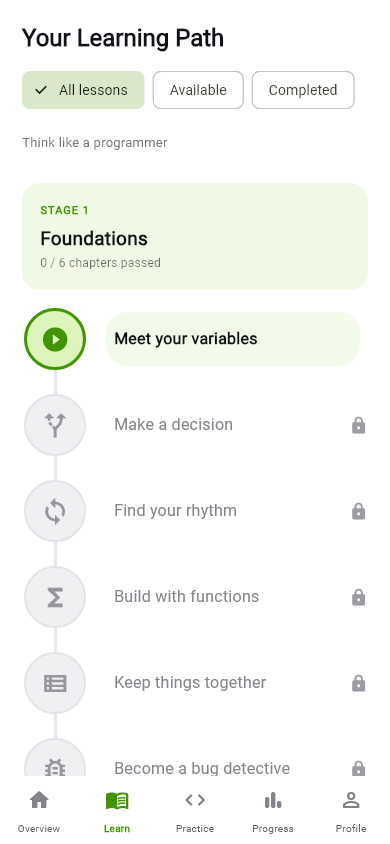 Your Learning Path
All lessons
Available
Completed
Think like a programmer
STAGE 1
Foundations
0 / 6 chapters passed
Meet your variables
Make a decision
Find your rhythm
Build with functions
Keep things together
Become a bug detective
Overview
Learn
Practice
Progress
Profile